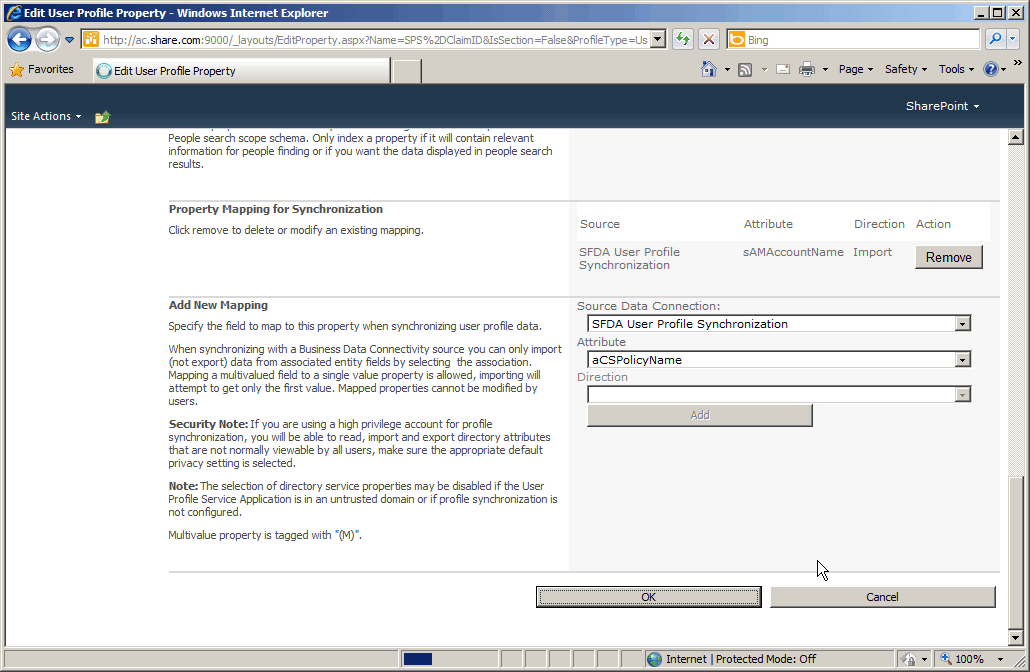 Edit User Profile Property - Windows Internet Explorer
http://ac.share.com:9000/_layouts/EditProperty.aspx?Name=SPS%2DClaimID&IsSection=False&ProfileType=Us
Bing
Favorites
Edit User Profile Property
Page
Safety
Tools
SharePoint
Site Actions
People search scope schema. Only index a property if it will contain relevant
information for people finding or if you want the data displayed in people search
results.
Property Mapping for Synchronization
Click remove to delete or modify an existing mapping.
Source Attribute Direction Action
SFDA User Profile
Synchronization
sAMAccountName Import Remove
Add New Mapping
Specify the field to map to this property when synchronizing user profile data.
When synchronizing with a Business Data Connectivity source you can only import
(not export) data from associated entity fields by selecting the association.
Mapping a multivalued field to a single value property is allowed, importing will
attempt to get only the first value. Mapped properties cannot be modified by
users.
Security Note: If you are using a high privilege account for profile
synchronization, you will be able to read, import and export directory attributes
that are not normally viewable by all users, make sure the appropriate default
privacy setting is selected.
Note: The selection of directory service properties may be disabled if the User
Profile Service Application is in an untrusted domain or if profile synchronization is
not configured.
Multivalue property is tagged with "(M)".
Source Data Connection:
SFDA User Profile Synchronization
Attribute
aCSPolicyName
Direction
Add
OK
Cancel
Internet | Protected Mode: Off
100%